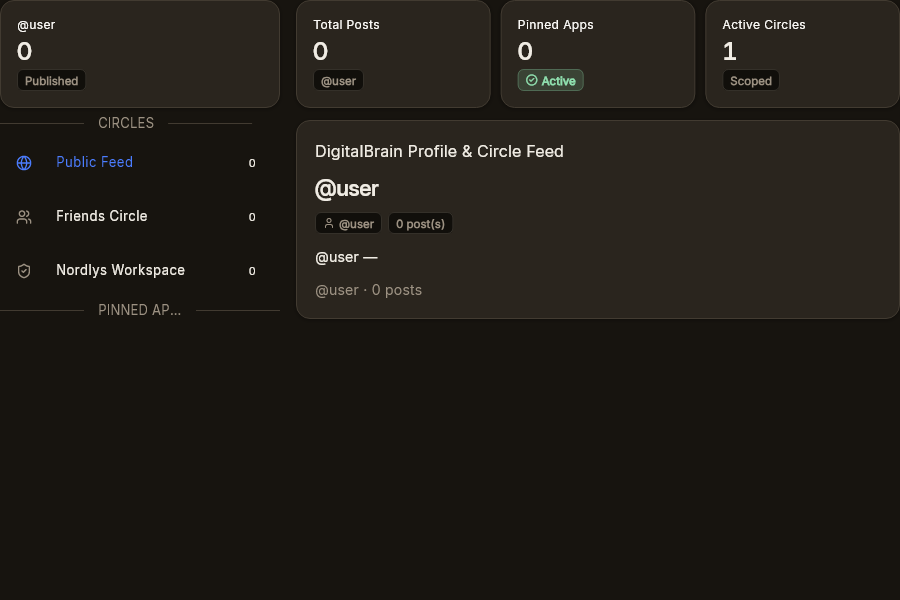 @user
0
Published
Total Posts
0
@user
Pinned Apps
0
Active
Active Circles
1
Scoped
CIRCLES
Public Feed 0
Friends Circle 0
Nordlys Workspace 0
PINNED AP...
DigitalBrain Profile & Circle Feed
@user
@user 0 post(s)
@user —
@user · 0 posts